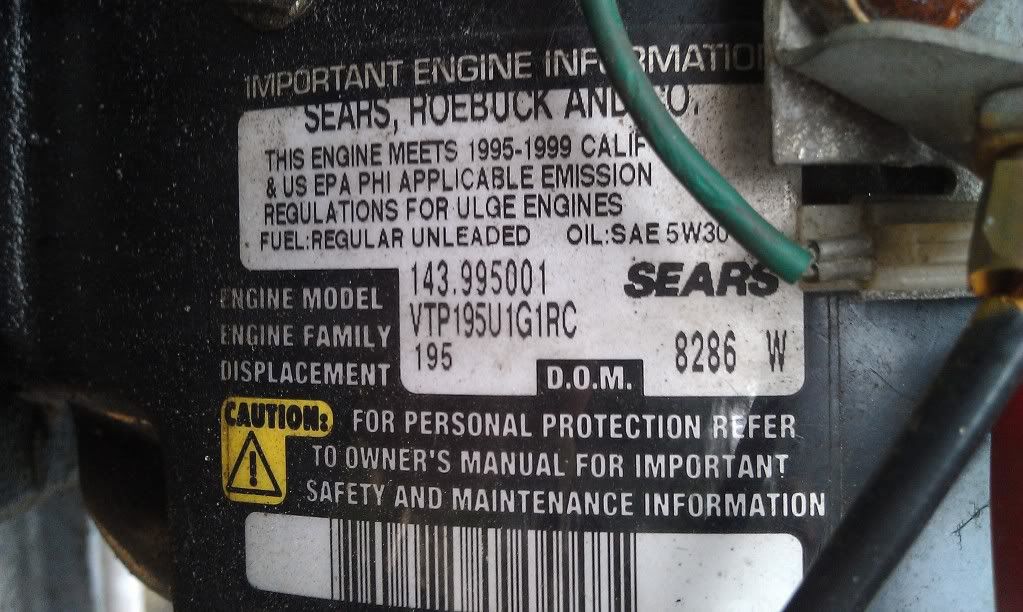 IMPORTANT ENGINE INFORMATIO
SEARS, ROEBUCK AND CO.
THIS ENGINE MEETS 1995-1999 CALIF
& US EPA PHI APPLICABLE EMISSION
REGULATIONS FOR ULGE ENGINES
FUEL:REGULAR UNLEADED OIL:SAE 5W30
ENGINE MODEL 143.995001 SEARS
ENGINE FAMILY VTP195U1G1RC
DISPLACEMENT 195 8286 W
D.O.M.
CAUTION: FOR PERSONAL PROTECTION REFER
TO OWNER'S MANUAL FOR IMPORTANT
SAFETY AND MAINTENANCE INFORMATION